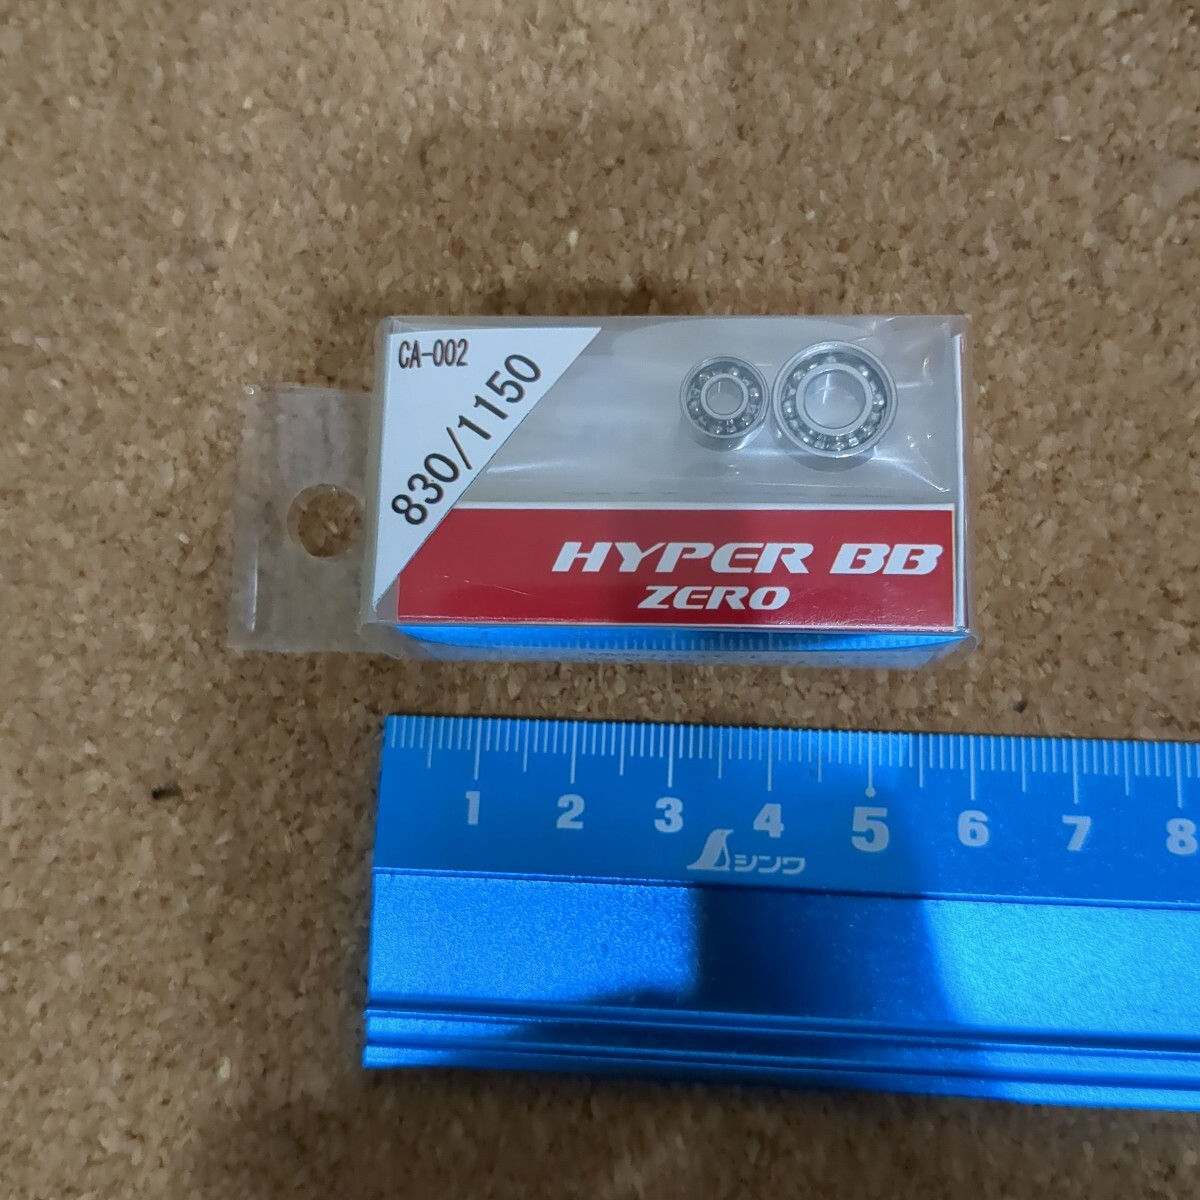 CA-002
830/1150
HYPER BB
ZERO
1 2 3 4 5 6 7 8
シンワ